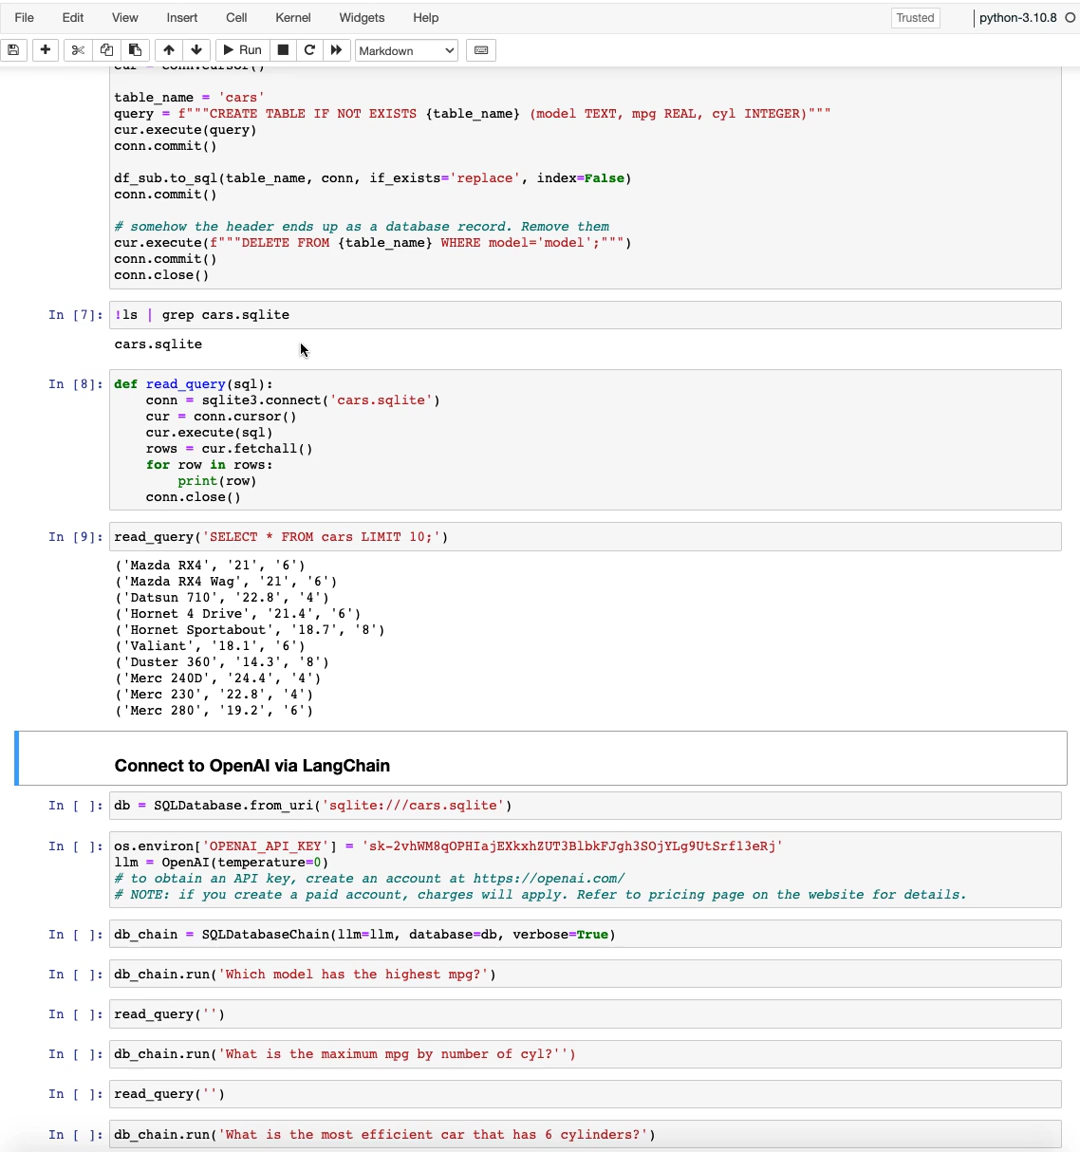 File Edit View Insert Cell Kernel Widgets Help Trusted python-3.10.8
Run Markdown
cur = conn.cursor()
table_name = 'cars'
query = f"""CREATE TABLE IF NOT EXISTS {table_name} (model TEXT, mpg REAL, cyl INTEGER)"""
cur.execute(query)
conn.commit()
df_sub.to_sql(table_name, conn, if_exists='replace', index=False)
conn.commit()
# somehow the header ends up as a database record. Remove them
cur.execute(f"""DELETE FROM {table_name} WHERE model='model';""")
conn.commit()
conn.close()
In [7]: !ls | grep cars.sqlite
cars.sqlite
In [8]: def read_query(sql):
conn = sqlite3.connect('cars.sqlite')
cur = conn.cursor()
cur.execute(sql)
rows = cur.fetchall()
for row in rows:
print(row)
conn.close()
In [9]: read_query('SELECT * FROM cars LIMIT 10;')
('Mazda RX4', '21', '6')
('Mazda RX4 Wag', '21', '6')
('Datsun 710', '22.8', '4')
('Hornet 4 Drive', '21.4', '6')
('Hornet Sportabout', '18.7', '8')
('Valiant', '18.1', '6')
('Duster 360', '14.3', '8')
('Merc 240D', '24.4', '4')
('Merc 230', '22.8', '4')
('Merc 280', '19.2', '6')
Connect to OpenAI via LangChain
In [ ]: db = SQLDatabase.from_uri('sqlite:///cars.sqlite')
In [ ]: os.environ['OPENAI_API_KEY'] = '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'
llm = OpenAI(temperature=0)
# to obtain an API key, create an account at https://openai.com/
# NOTE: if you create a paid account, charges will apply. Refer to pricing page on the website for details.
In [ ]: db_chain = SQLDatabaseChain(llm=llm, database=db, verbose=True)
In [ ]: db_chain.run('Which model has the highest mpg?')
In [ ]: read_query('')
In [ ]: db_chain.run('What is the maximum mpg by number of cyl?'')
In [ ]: read_query('')
In [ ]: db_chain.run('What is the most efficient car that has 6 cylinders?')